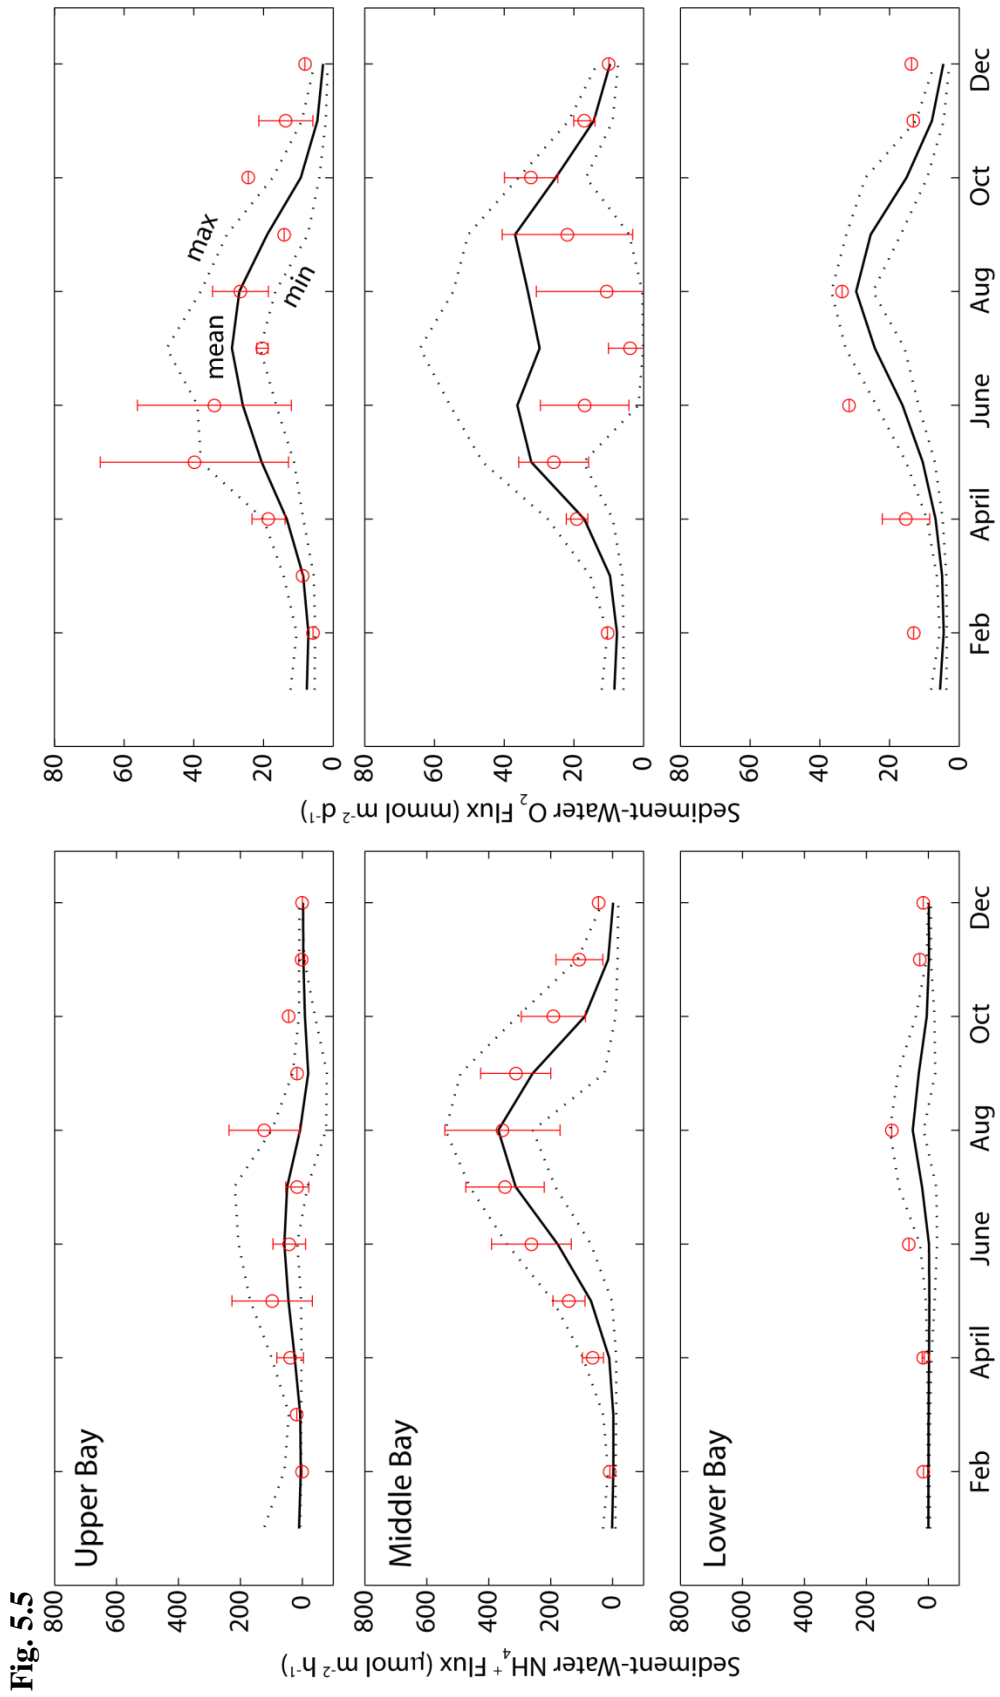 Fig. 5.5
Sediment-Water NH₄⁺ Flux (μmol m⁻² h⁻¹)
Upper Bay
800
600
400
200
0
Middle Bay
800
600
400
200
0
Lower Bay
800
600
400
200
0
Feb April June Aug Oct Dec
Sediment-Water O₂ Flux (mmol m⁻² d⁻¹)
80
60
40
20
0
mean
max
min
80
60
40
20
0
80
60
40
20
0
Feb April June Aug Oct Dec